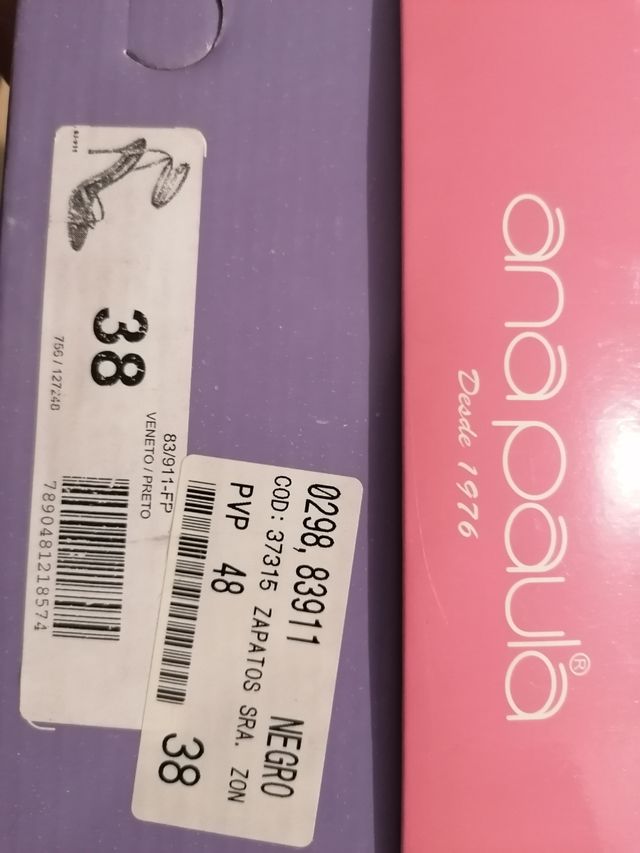 anapaula®
Desde 1976
38
756 / 127248
83/911-FP
VENETO / PRETO
7890481218574
0298,83911 NEGRO
COD: 37315 ZAPATOS SRA. ZON
PVP 48
38